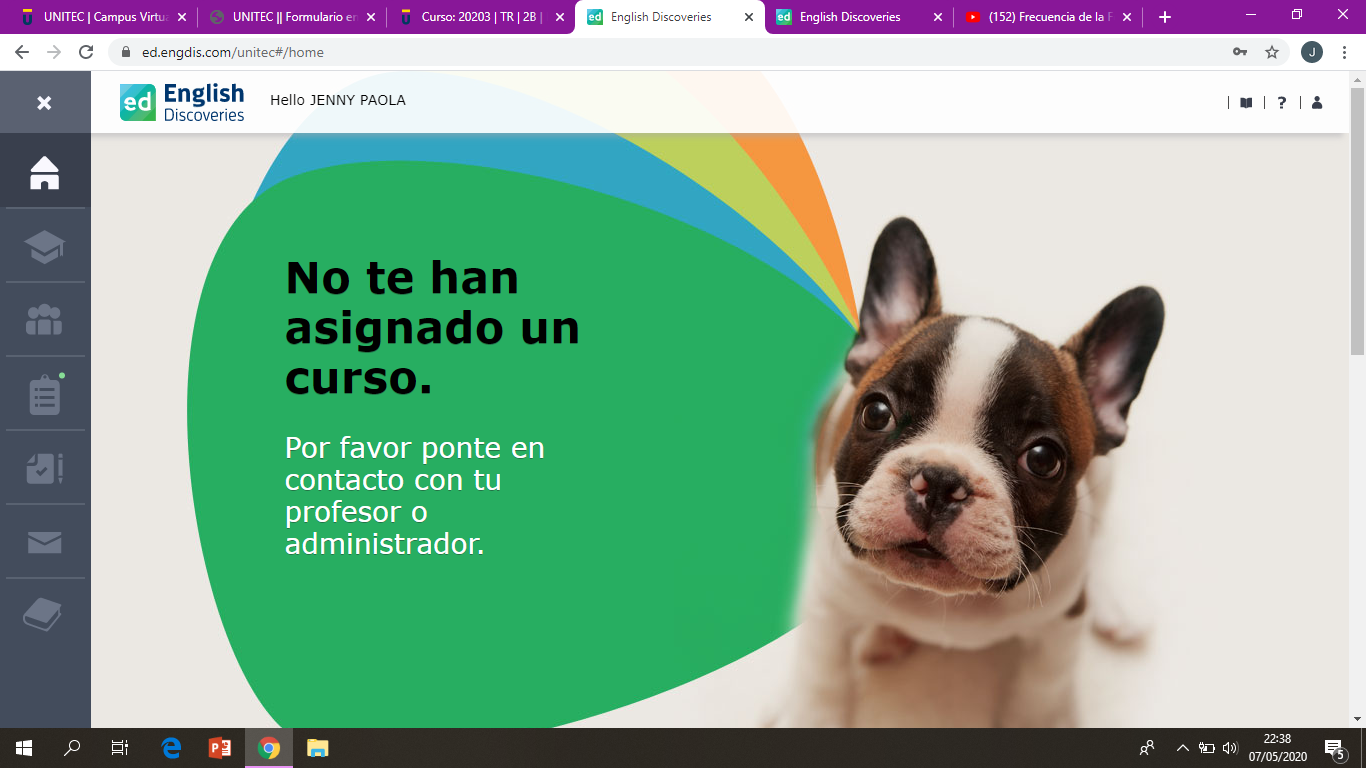 UNITEC | Campus Virtua
UNITEC || Formulario en
Curso: 20203 | TR | 2B |
English Discoveries
English Discoveries
(152) Frecuencia de la F
ed.engdis.com/unitec#/home
J
ed English
Discoveries
Hello JENNY PAOLA
?
No te han
asignado un
curso.
Por favor ponte en
contacto con tu
profesor o
administrador.
22:38
07/05/2020
5